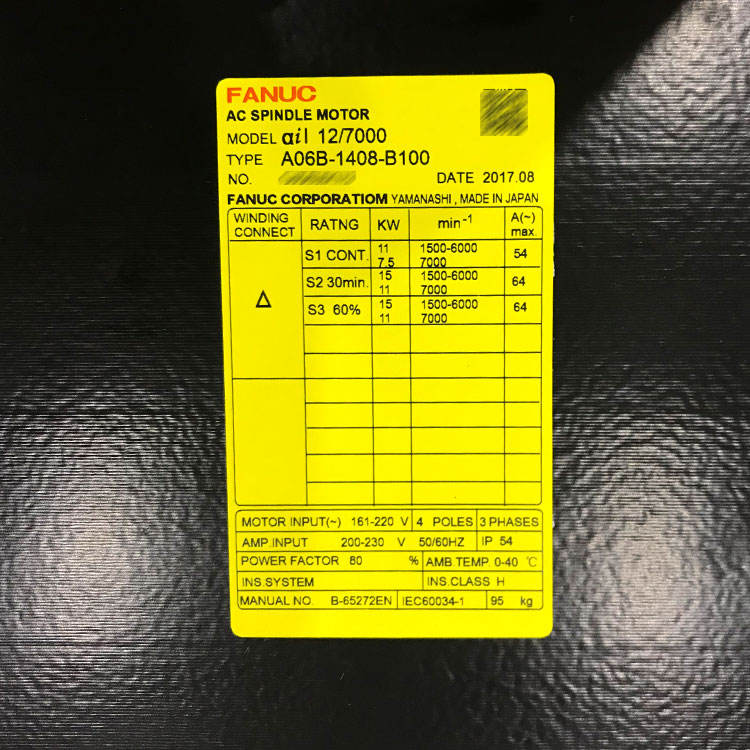 FANUC
AC SPINDLE MOTOR
MODEL αil 12/7000
TYPE A06B-1408-B100
NO.
DATE 2017.08
FANUC CORPORATIOM YAMANASHI , MADE IN JAPAN
WINDING CONNECT RATNG KW min-1 A(~) max.
Δ
S1 CONT. 11 1500-6000 54
7.5 7000
S2 30min. 15 1500-6000 64
11 7000
S3 60% 15 1500-6000 64
11 7000
MOTOR INPUT(~) 161-220 V 4 POLES 3 PHASES
AMP.INPUT 200-230 V 50/60HZ IP 54
POWER FACTOR 80 % AMB.TEMP. 0-40 ℃
INS.SYSTEM INS.CLASS H
MANUAL NO. B-65272EN IEC60034-1 95 kg